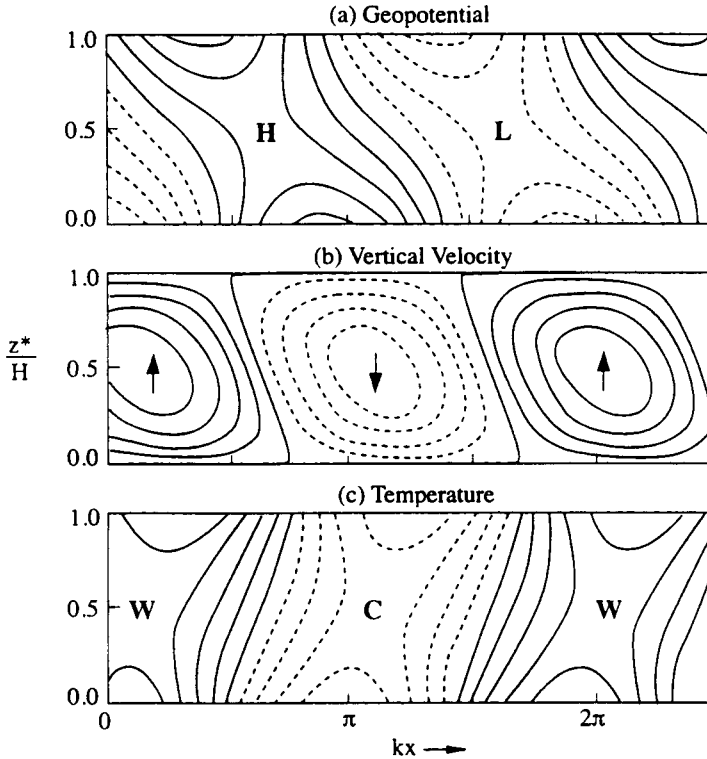 (a) Geopotential
1.0
0.5
0.0
H
L
(b) Vertical Velocity
1.0
0.5
0.0
z*
H
(c) Temperature
1.0
0.5
0.0
W
C
W
0
π
2π
kx